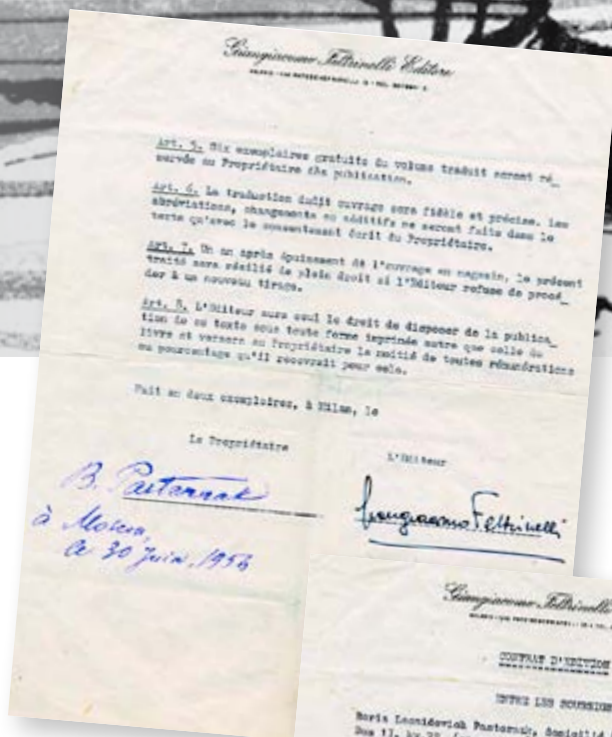 Giangiacomo Feltrinelli Editore
Art. 5. Six exemplaires gratuits du volume traduit seront ré_
servés au Propriétaire dès publication.
Art. 6. La traduction dudit ouvrage sera fidèle et précise. Les
abréviations, changements ou additifs ne seront faits dans le
texte qu'avec le consentement écrit du Propriétaire.
Art. 7. Un an après épuisement de l'ouvrage en magasin, le présent
traité sera résilié de plein droit si l'Editeur refuse de procé_
der à un nouveau tirage.
Art. 8. L'Editeur aura seul le droit de disposer de la publica_
tion de ce texte sous toute forme imprimée autre que celle du
livre et versera au Propriétaire la moitié de toutes rémunérations
ou pourcentage qu'il recevrait pour cela.
Fait en deux exemplaires, à Milan, le
Le Propriétaire
L'Editeur
B. Pasternak
Giangiacomo Feltrinelli
à Moscou,
le 30 Juin, 1956
Giangiacomo Feltrinelli
CONTRAT D'EDITION
ENTRE LES SOUSSIGN
Boris Leonidovich Pasternak, domicilié